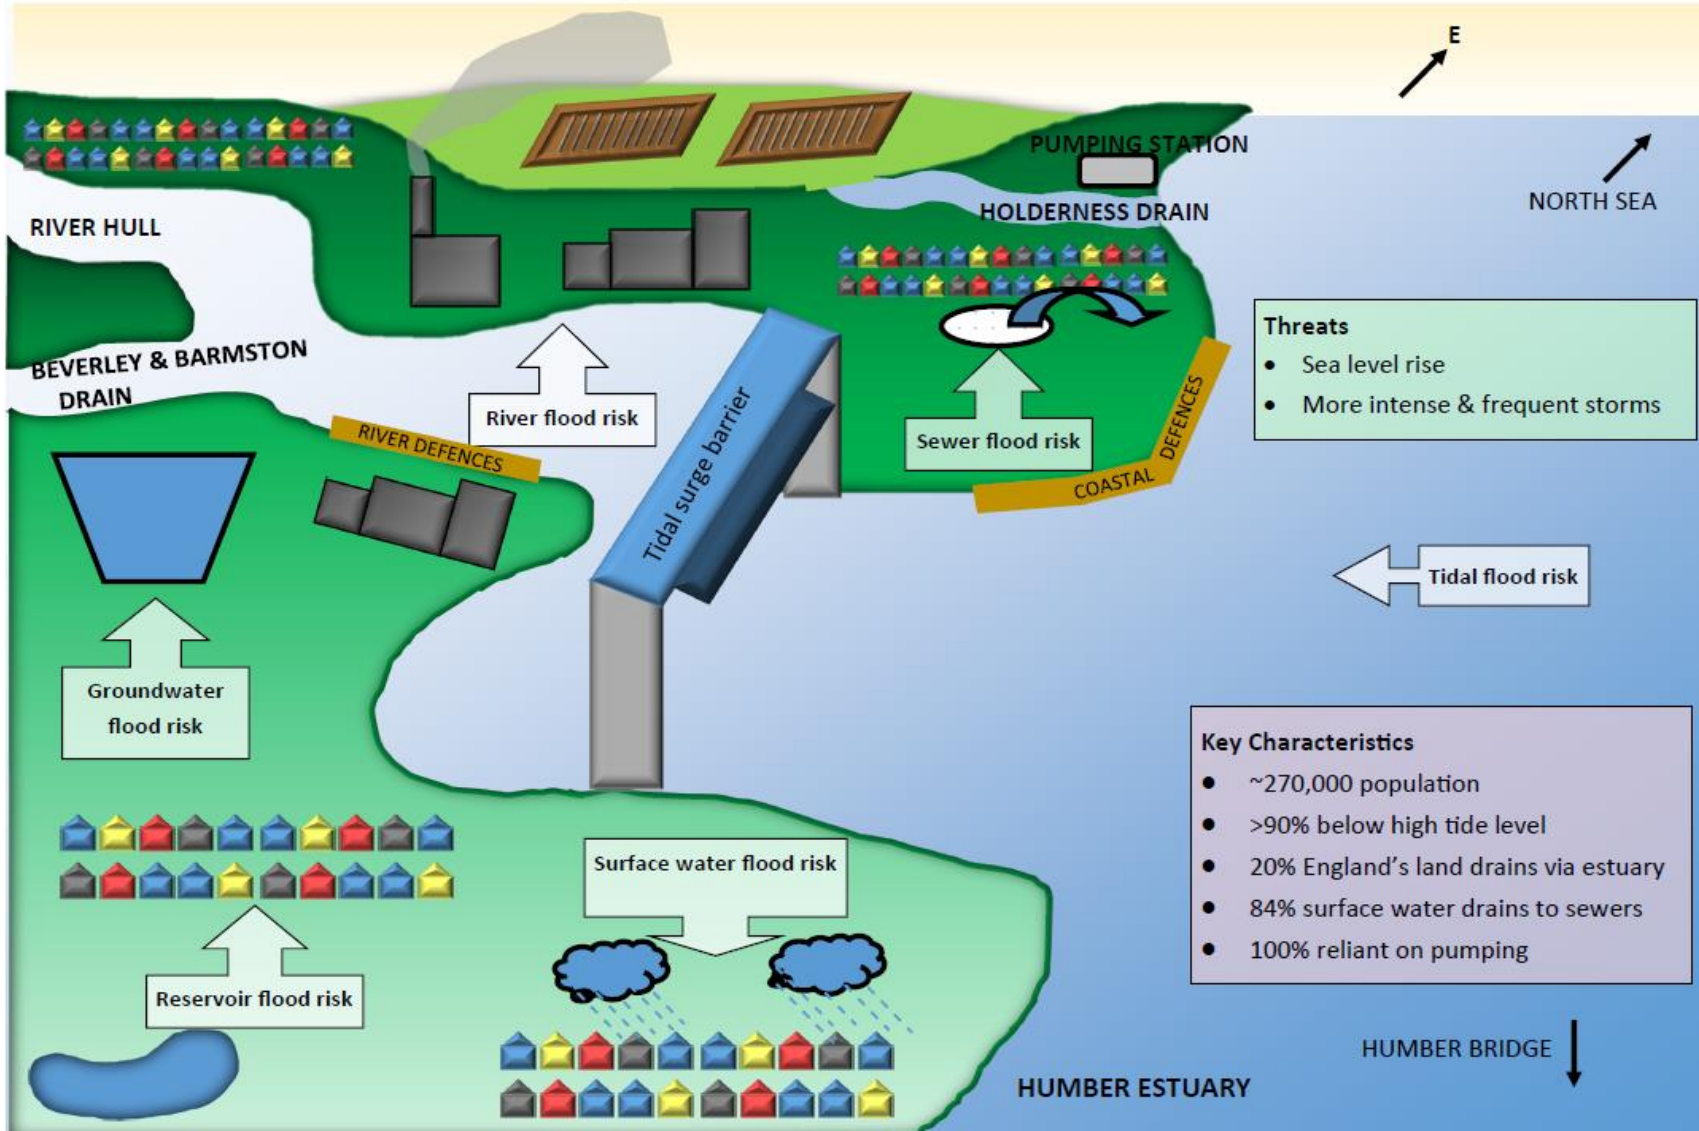 E
PUMPING STATION
NORTH SEA
RIVER HULL
HOLDERNESS DRAIN
Threats
● Sea level rise
● More intense & frequent storms
BEVERLEY & BARMSTON
DRAIN
River flood risk
RIVER DEFENCES
Tidal surge barrier
Sewer flood risk
COASTAL DEFENCES
Tidal flood risk
Groundwater
flood risk
Key Characteristics
● ~270,000 population
● >90% below high tide level
● 20% England's land drains via estuary
● 84% surface water drains to sewers
● 100% reliant on pumping
Surface water flood risk
Reservoir flood risk
HUMBER BRIDGE
HUMBER ESTUARY